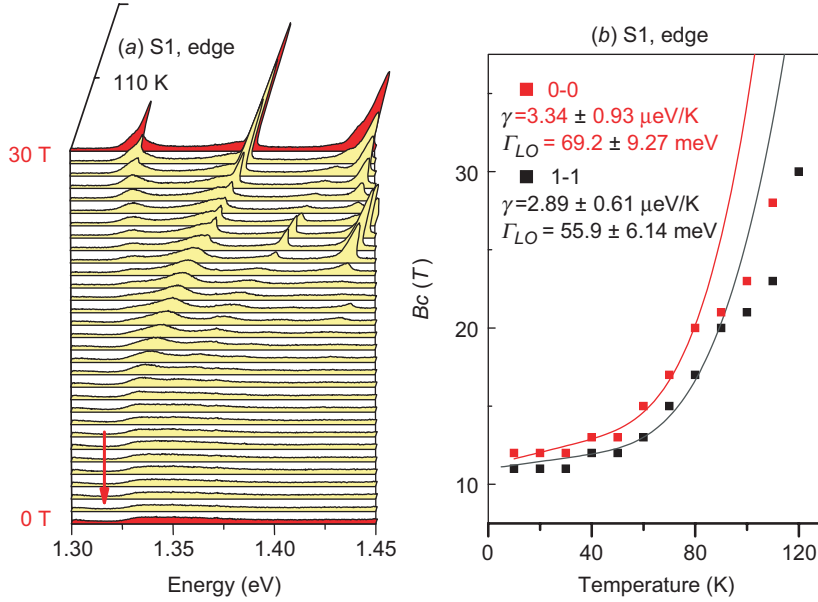 (a) S1, edge
110 K
30 T
0 T
1.30 1.35 1.40 1.45
Energy (eV)
(b) S1, edge
0-0
γ=3.34 ± 0.93 μeV/K
Γ_LO = 69.2 ± 9.27 meV
1-1
γ=2.89 ± 0.61 μeV/K
Γ_LO = 55.9 ± 6.14 meV
30
20
10
Bc (T)
0 40 80 120
Temperature (K)